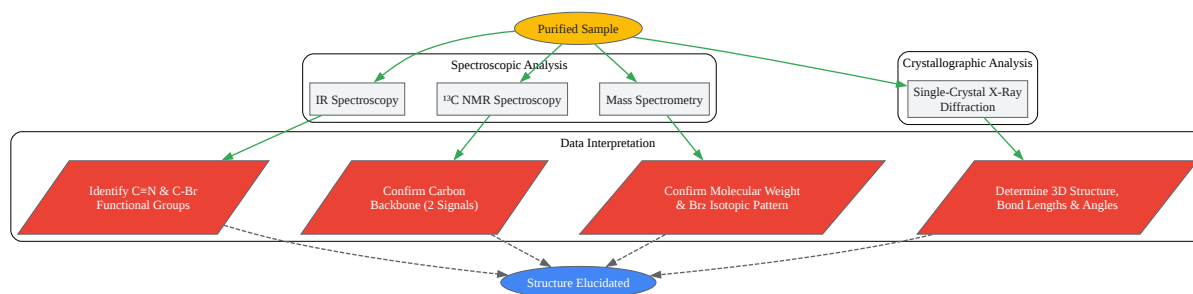 Purified Sample
Spectroscopic Analysis
Crystallographic Analysis
IR Spectroscopy
¹³C NMR Spectroscopy
Mass Spectrometry
Single-Crystal X-Ray
Diffraction
Data Interpretation
Identify C≡N & C-Br
Functional Groups
Confirm Carbon
Backbone (2 Signals)
Confirm Molecular Weight
& Br₂ Isotopic Pattern
Determine 3D Structure,
Bond Lengths & Angles
Structure Elucidated